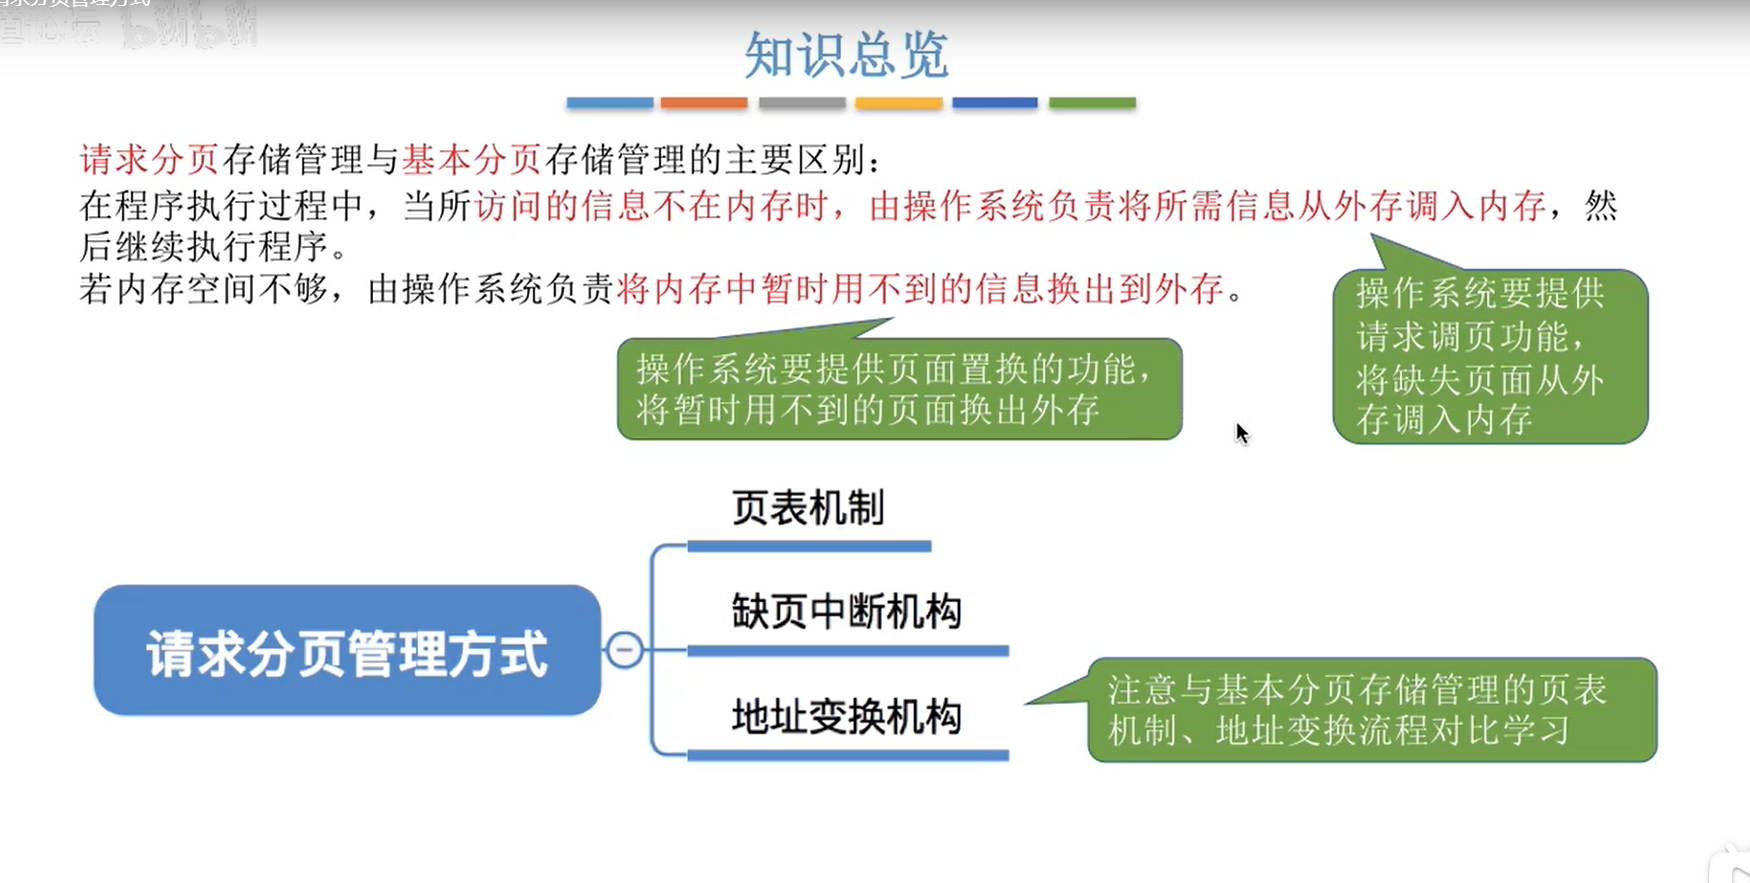 请求分页管理方式
bilibili
知识总览
请求分页存储管理与基本分页存储管理的主要区别：
在程序执行过程中，当所访问的信息不在内存时，由操作系统负责将所需信息从外存调入内存，然
后继续执行程序。
若内存空间不够，由操作系统负责将内存中暂时用不到的信息换出到外存。
操作系统要提供
请求调页功能，
将缺失页面从外
存调入内存
操作系统要提供页面置换的功能，
将暂时用不到的页面换出外存
页表机制
缺页中断机构
请求分页管理方式
地址变换机构
注意与基本分页存储管理的页表
机制、地址变换流程对比学习